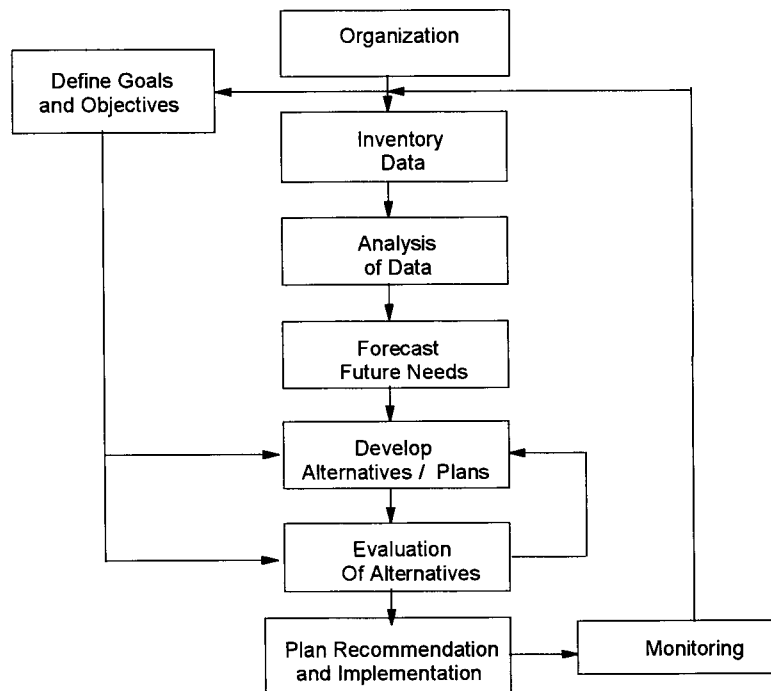 Organization
Define Goals
and Objectives
Inventory
Data
Analysis
of Data
Forecast
Future Needs
Develop
Alternatives / Plans
Evaluation
Of Alternatives
Plan Recommendation
and Implementation
Monitoring